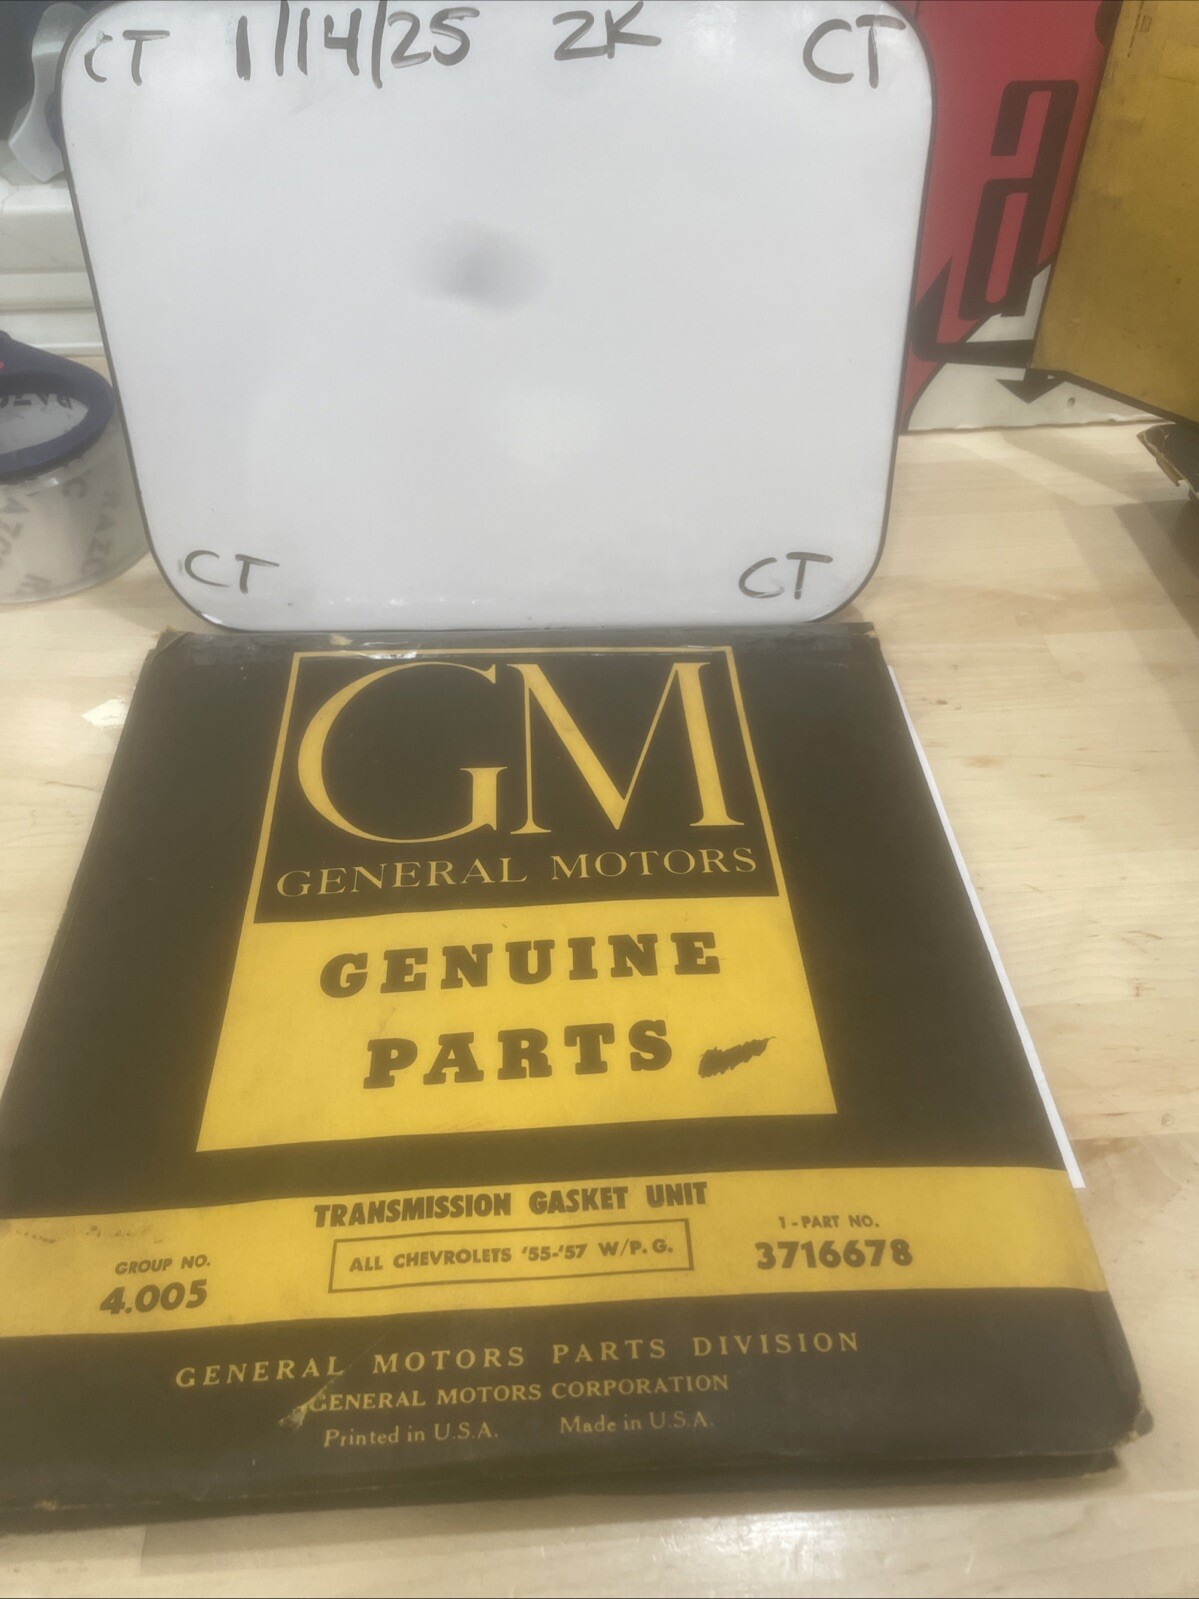 CT 1/14/25 2K CT
CT CT
GM
GENERAL MOTORS
GENUINE
PARTS
TRANSMISSION GASKET UNIT
ALL CHEVROLETS '55-'57 W/P.G.
GROUP NO.
4.005
1-PART NO.
3716678
GENERAL MOTORS PARTS DIVISION
GENERAL MOTORS CORPORATION
Printed in U.S.A. Made in U.S.A.